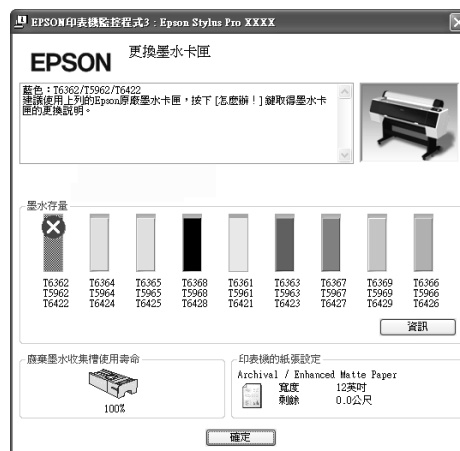 EPSON印表機監控程式3 : Epson Stylus Pro XXXX
EPSON
更換墨水卡匣
藍色：T6362/T5962/T6422
建議使用上列的Epson原廠墨水卡匣，按下 [怎麼辦！] 鍵取得墨水卡
匣的更換說明。
墨水存量
T6362 T6364 T6365 T6368 T6361 T6363 T6367 T6369 T6366
T5962 T5964 T5965 T5968 T5961 T5963 T5967 T5969 T5966
T6422 T6424 T6425 T6428 T6421 T6423 T6427 T6429 T6426
資訊
廢棄墨水收集槽使用壽命
100%
印表機的紙張設定
Archival / Enhanced Matte Paper
寬度 12英吋
剩餘 0.0公尺
確定